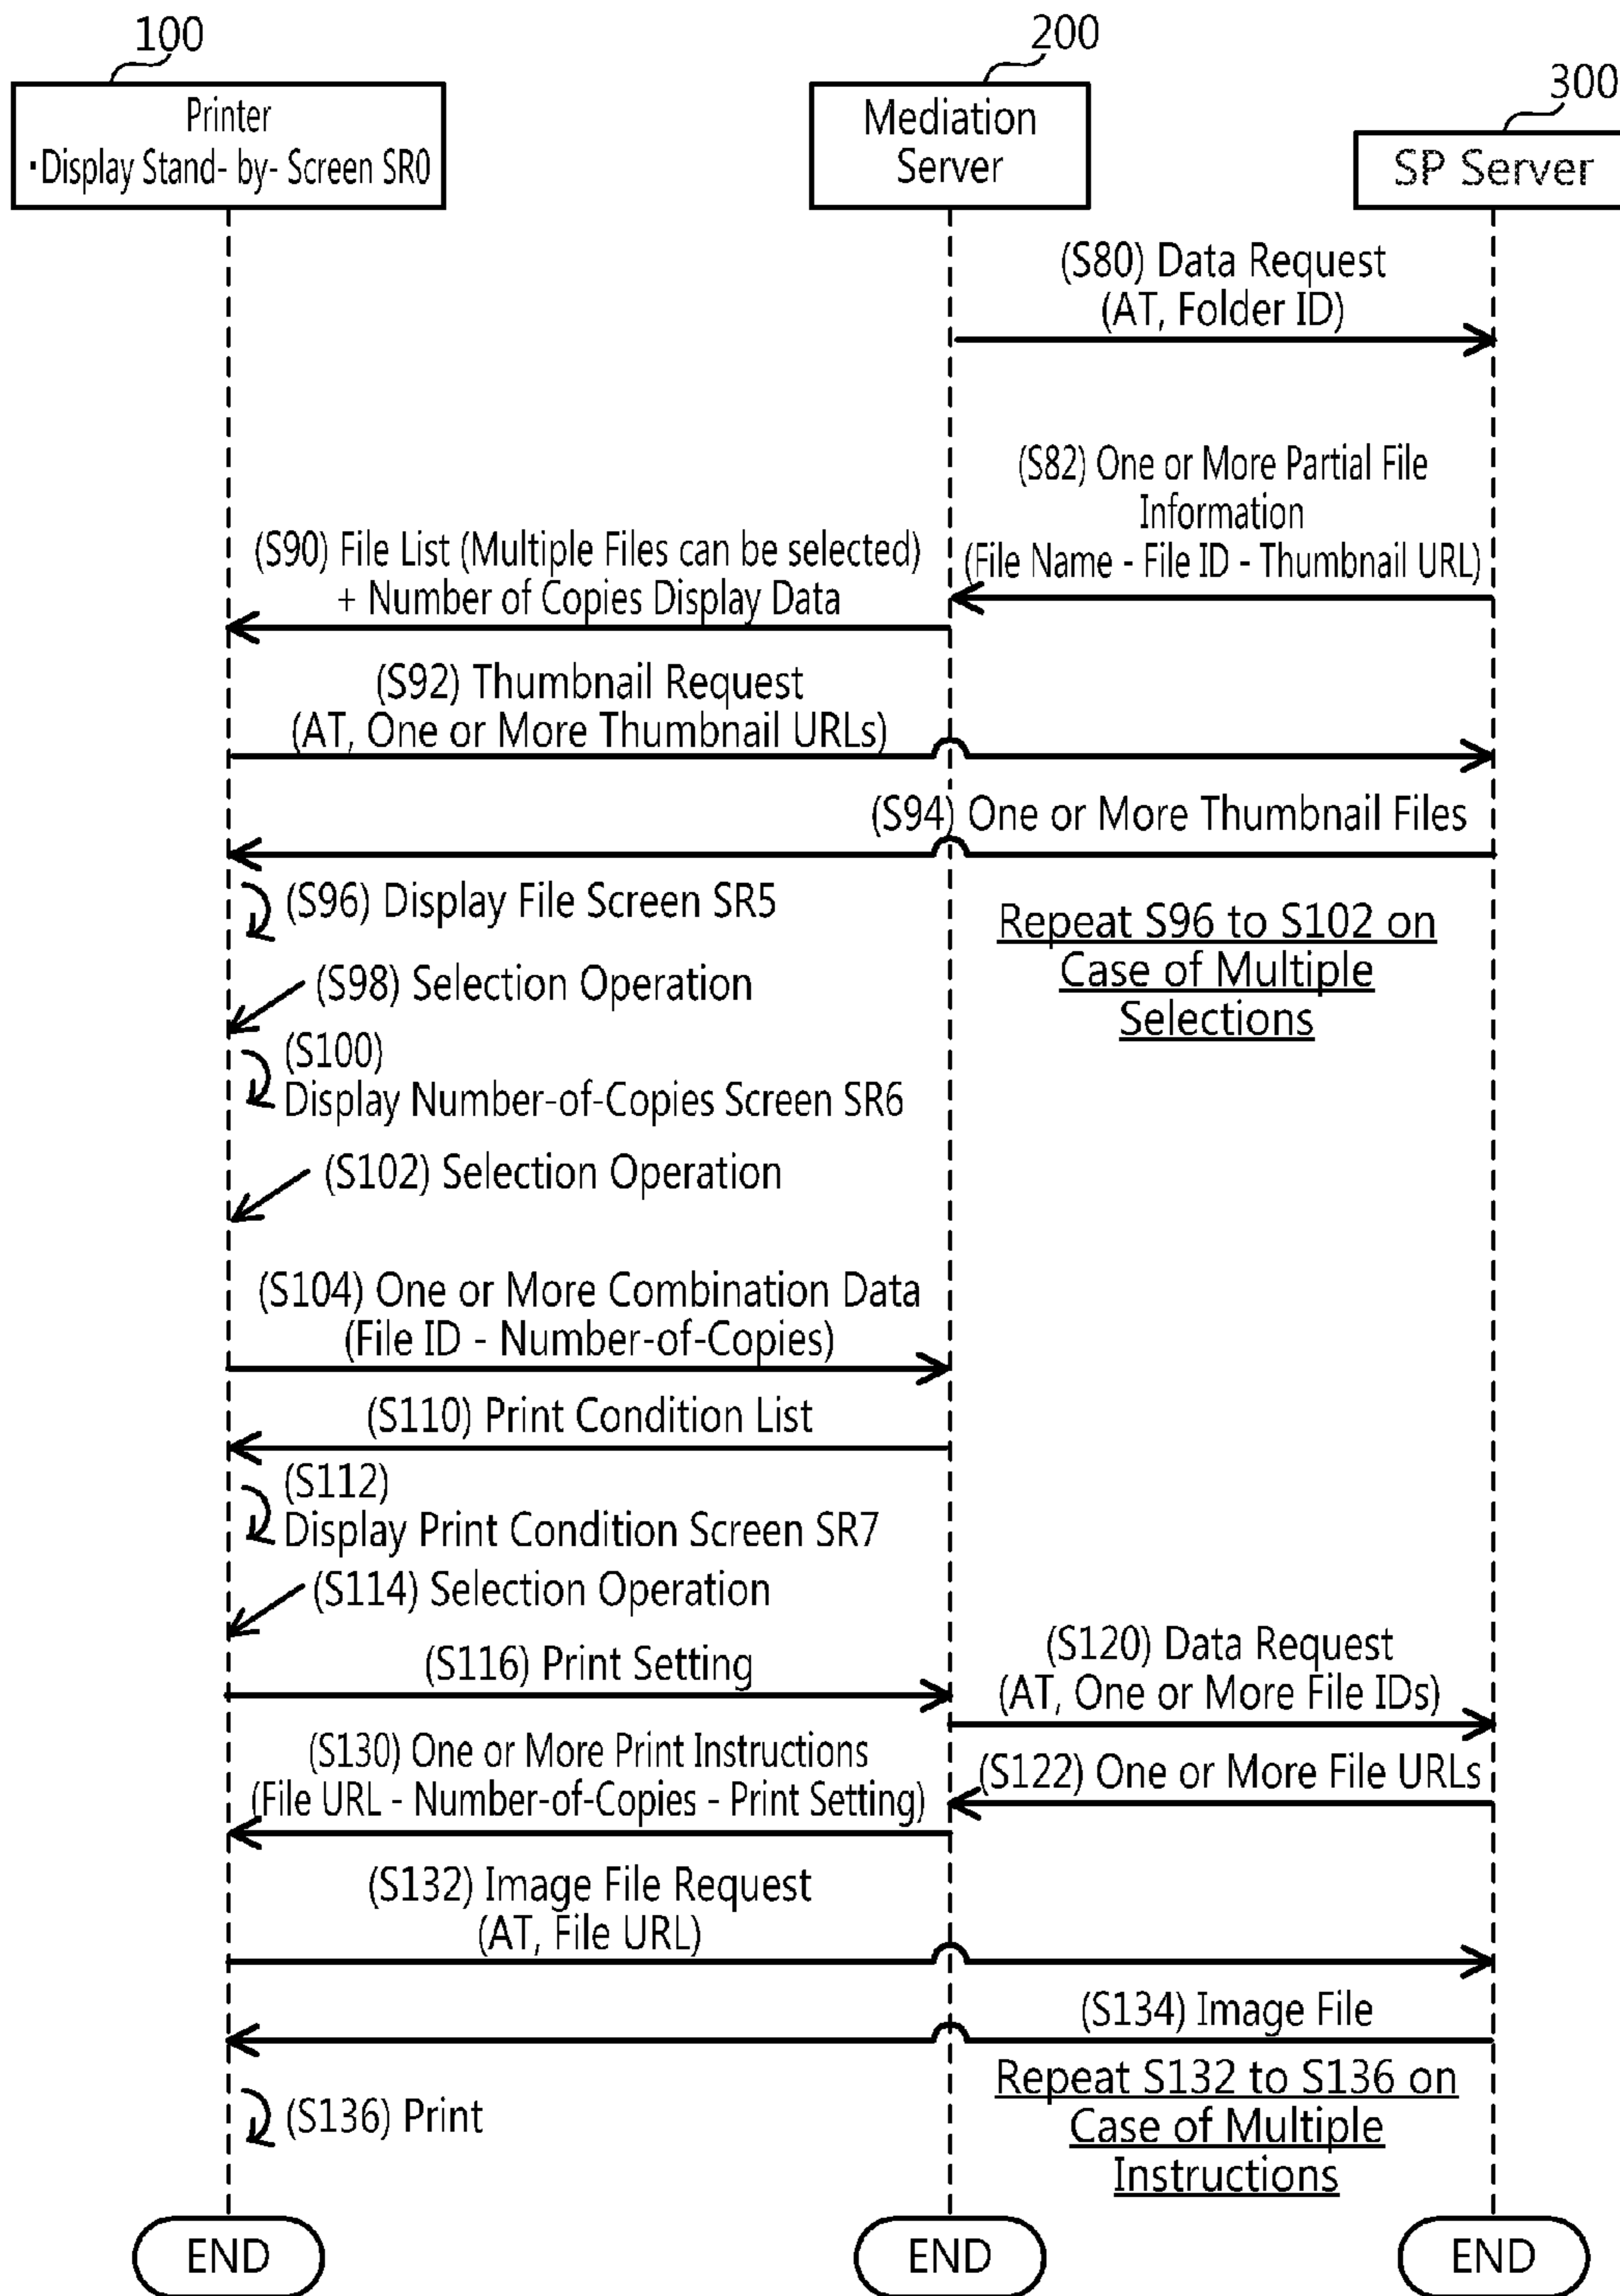 100
200
300
Printer
·Display Stand- by- Screen SR0
Mediation
Server
SP Server
(S80) Data Request
(AT, Folder ID)
(S82) One or More Partial File
Information
(File Name - File ID - Thumbnail URL)
(S90) File List (Multiple Files can be selected)
+ Number of Copies Display Data
(S92) Thumbnail Request
(AT, One or More Thumbnail URLs)
(S94) One or More Thumbnail Files
(S96) Display File Screen SR5
Repeat S96 to S102 on
Case of Multiple
Selections
(S98) Selection Operation
(S100)
Display Number-of-Copies Screen SR6
(S102) Selection Operation
(S104) One or More Combination Data
(File ID - Number-of-Copies)
(S110) Print Condition List
(S112)
Display Print Condition Screen SR7
(S114) Selection Operation
(S116) Print Setting
(S120) Data Request
(AT, One or More File IDs)
(S122) One or More File URLs
(S130) One or More Print Instructions
(File URL - Number-of-Copies - Print Setting)
(S132) Image File Request
(AT, File URL)
(S134) Image File
(S136) Print
Repeat S132 to S136 on
Case of Multiple
Instructions
END
END
END